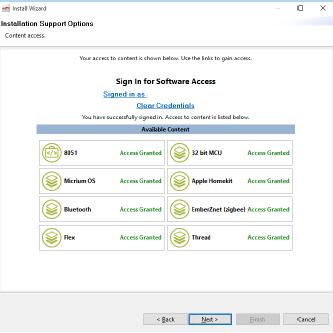 Install Wizard
Installation Support Options
Content access.
Your access to content is shown below. Use the links to gain access.
Sign In for Software Access
Signed in as
Clear Credentials
You have successfully signed in. Access to content is listed below.
Available Content
8051 Access Granted
32 bit MCU Access Granted
Micrium OS Access Granted
Apple Homekit Access Granted
Bluetooth Access Granted
EmberZnet (zigbee) Access Granted
Flex Access Granted
Thread Access Granted
< Back Next > Finish Cancel